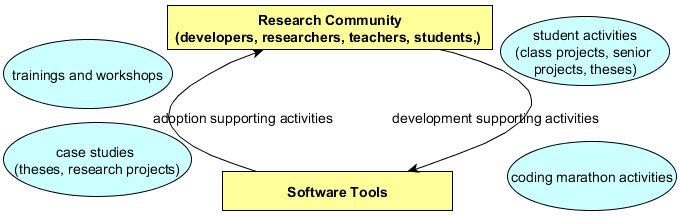 Research Community
(developers, researchers, teachers, students,)
student activities
(class projects, senior
projects, theses)
trainings and workshops
adoption supporting activities
development supporting activities
case studies
(theses, research projects)
coding marathon activities
Software Tools